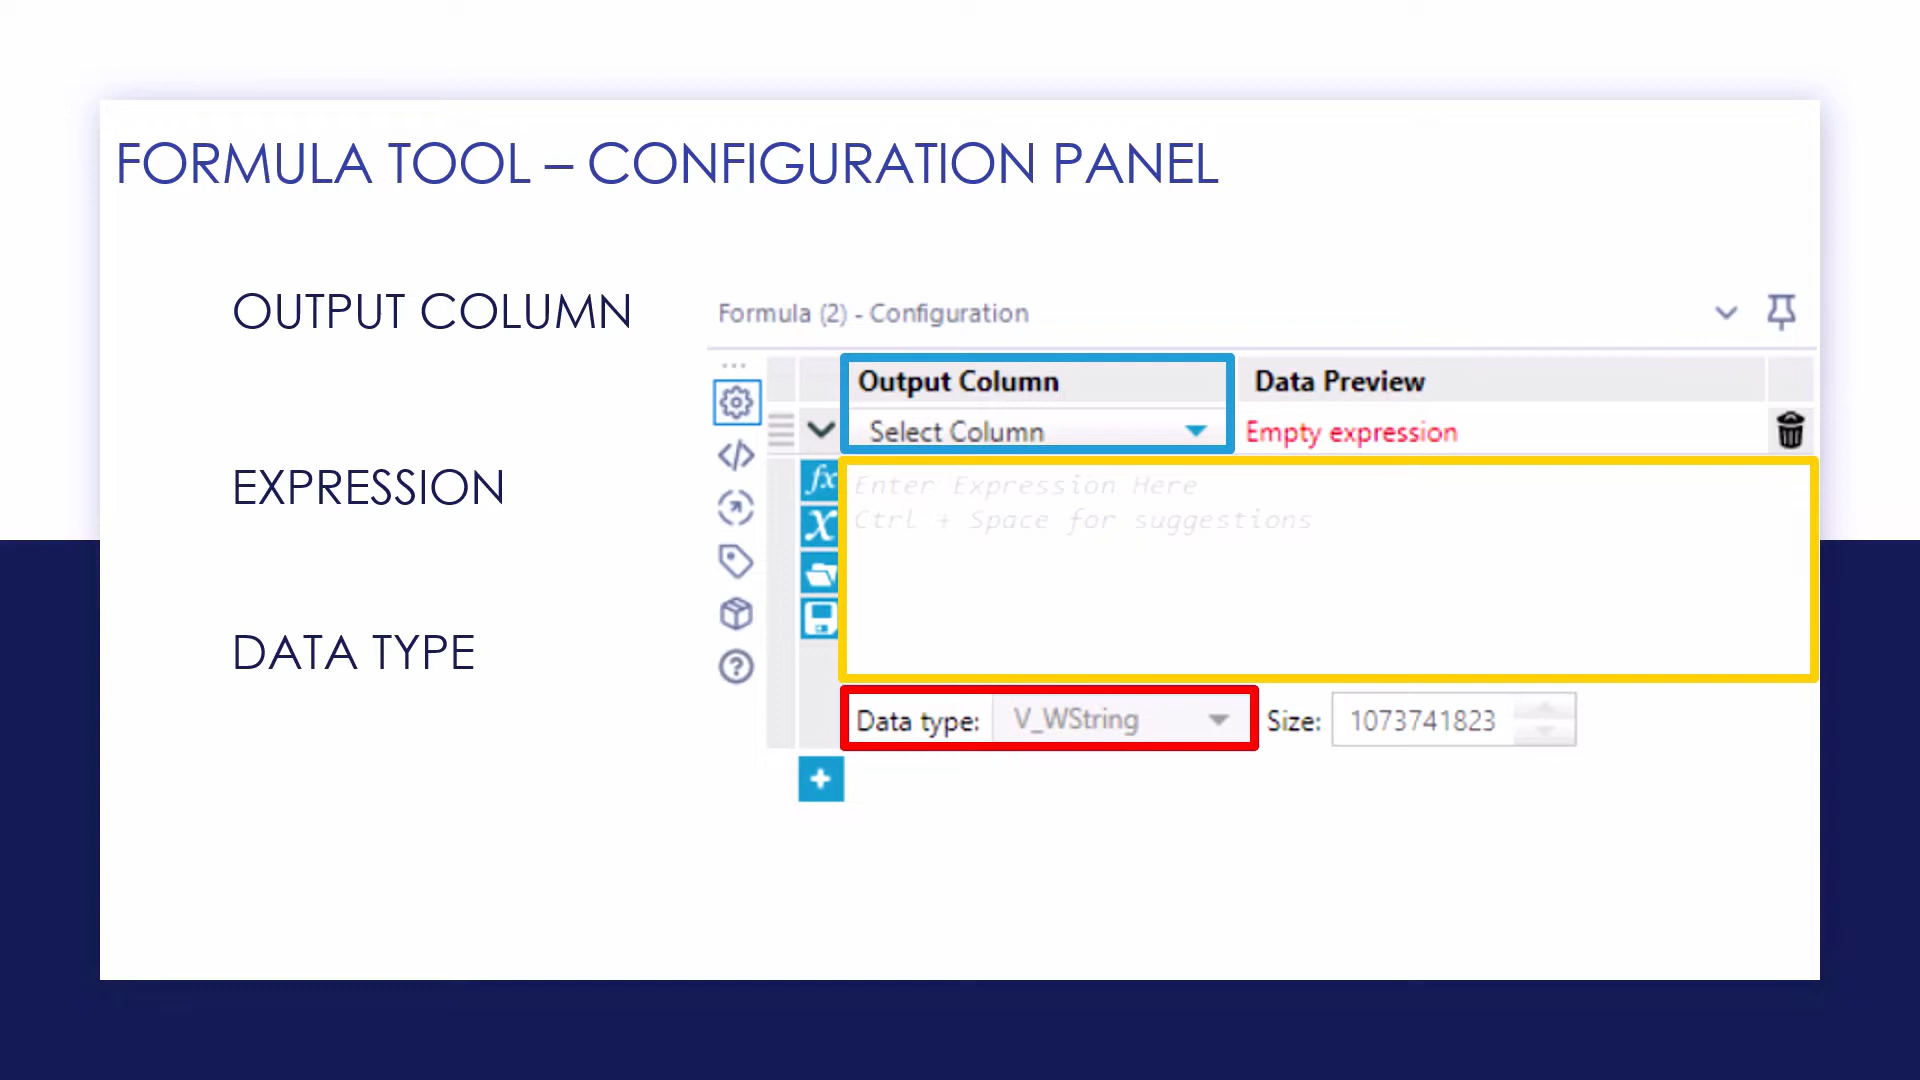 FORMULA TOOL – CONFIGURATION PANEL
OUTPUT COLUMN
EXPRESSION
DATA TYPE
Formula (2) - Configuration
Output Column
Data Preview
Select Column
Empty expression
fx
Enter Expression Here
X
Ctrl + Space for suggestions
Data type: V_WString
Size: 1073741823